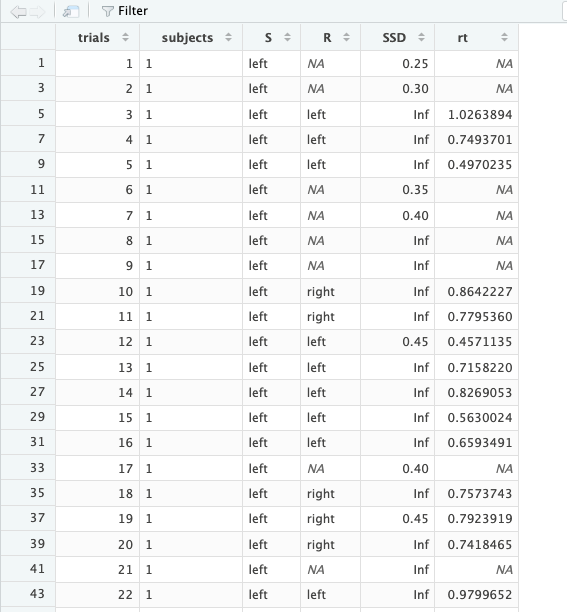 Filter
trials subjects S R SSD rt
1 1 1 left NA 0.25 NA
3 2 1 left NA 0.30 NA
5 3 1 left left Inf 1.0263894
7 4 1 left left Inf 0.7493701
9 5 1 left left Inf 0.4970235
11 6 1 left NA 0.35 NA
13 7 1 left NA 0.40 NA
15 8 1 left NA Inf NA
17 9 1 left NA Inf NA
19 10 1 left right Inf 0.8642227
21 11 1 left right Inf 0.7795360
23 12 1 left left 0.45 0.4571135
25 13 1 left left Inf 0.7158220
27 14 1 left left Inf 0.8269053
29 15 1 left left Inf 0.5630024
31 16 1 left left Inf 0.6593491
33 17 1 left NA 0.40 NA
35 18 1 left right Inf 0.7573743
37 19 1 left right 0.45 0.7923919
39 20 1 left right Inf 0.7418465
41 21 1 left NA Inf NA
43 22 1 left left Inf 0.9799652